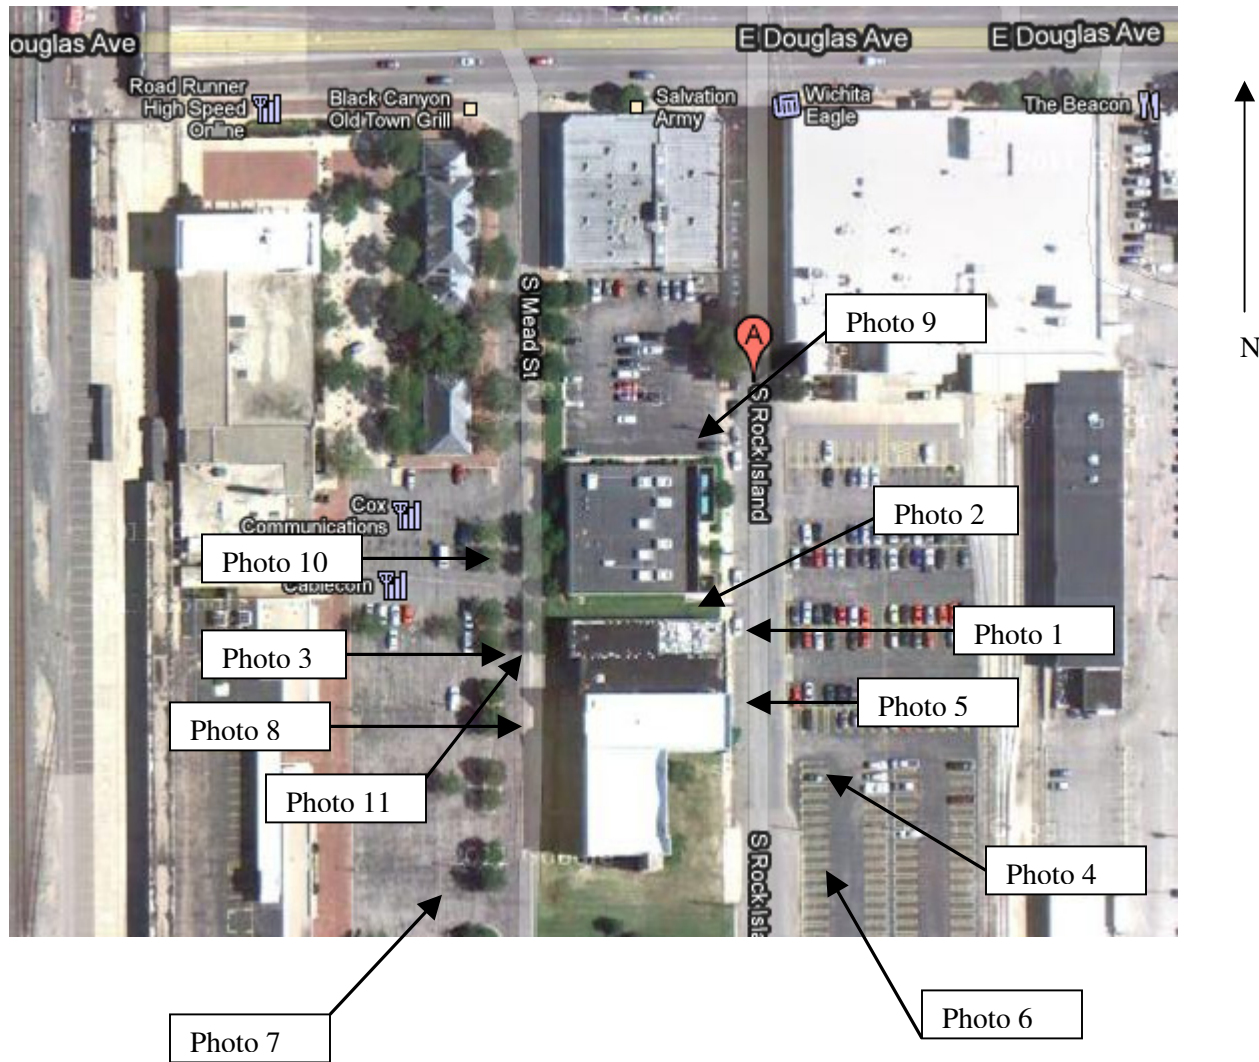 ouglas Ave
E Douglas Ave
E Douglas Ave
Road Runner
High Speed
Online
Black Canyon
Old Town Grill
Salvation
Army
Wichita
Eagle
The Beacon
N
S Mead St
A
Photo 9
S Rock Island
Cox
Communications
Photo 2
Photo 10
Cablecom
Photo 1
Photo 3
Photo 5
Photo 8
Photo 11
S Rock Isla
Photo 4
Photo 7
Photo 6